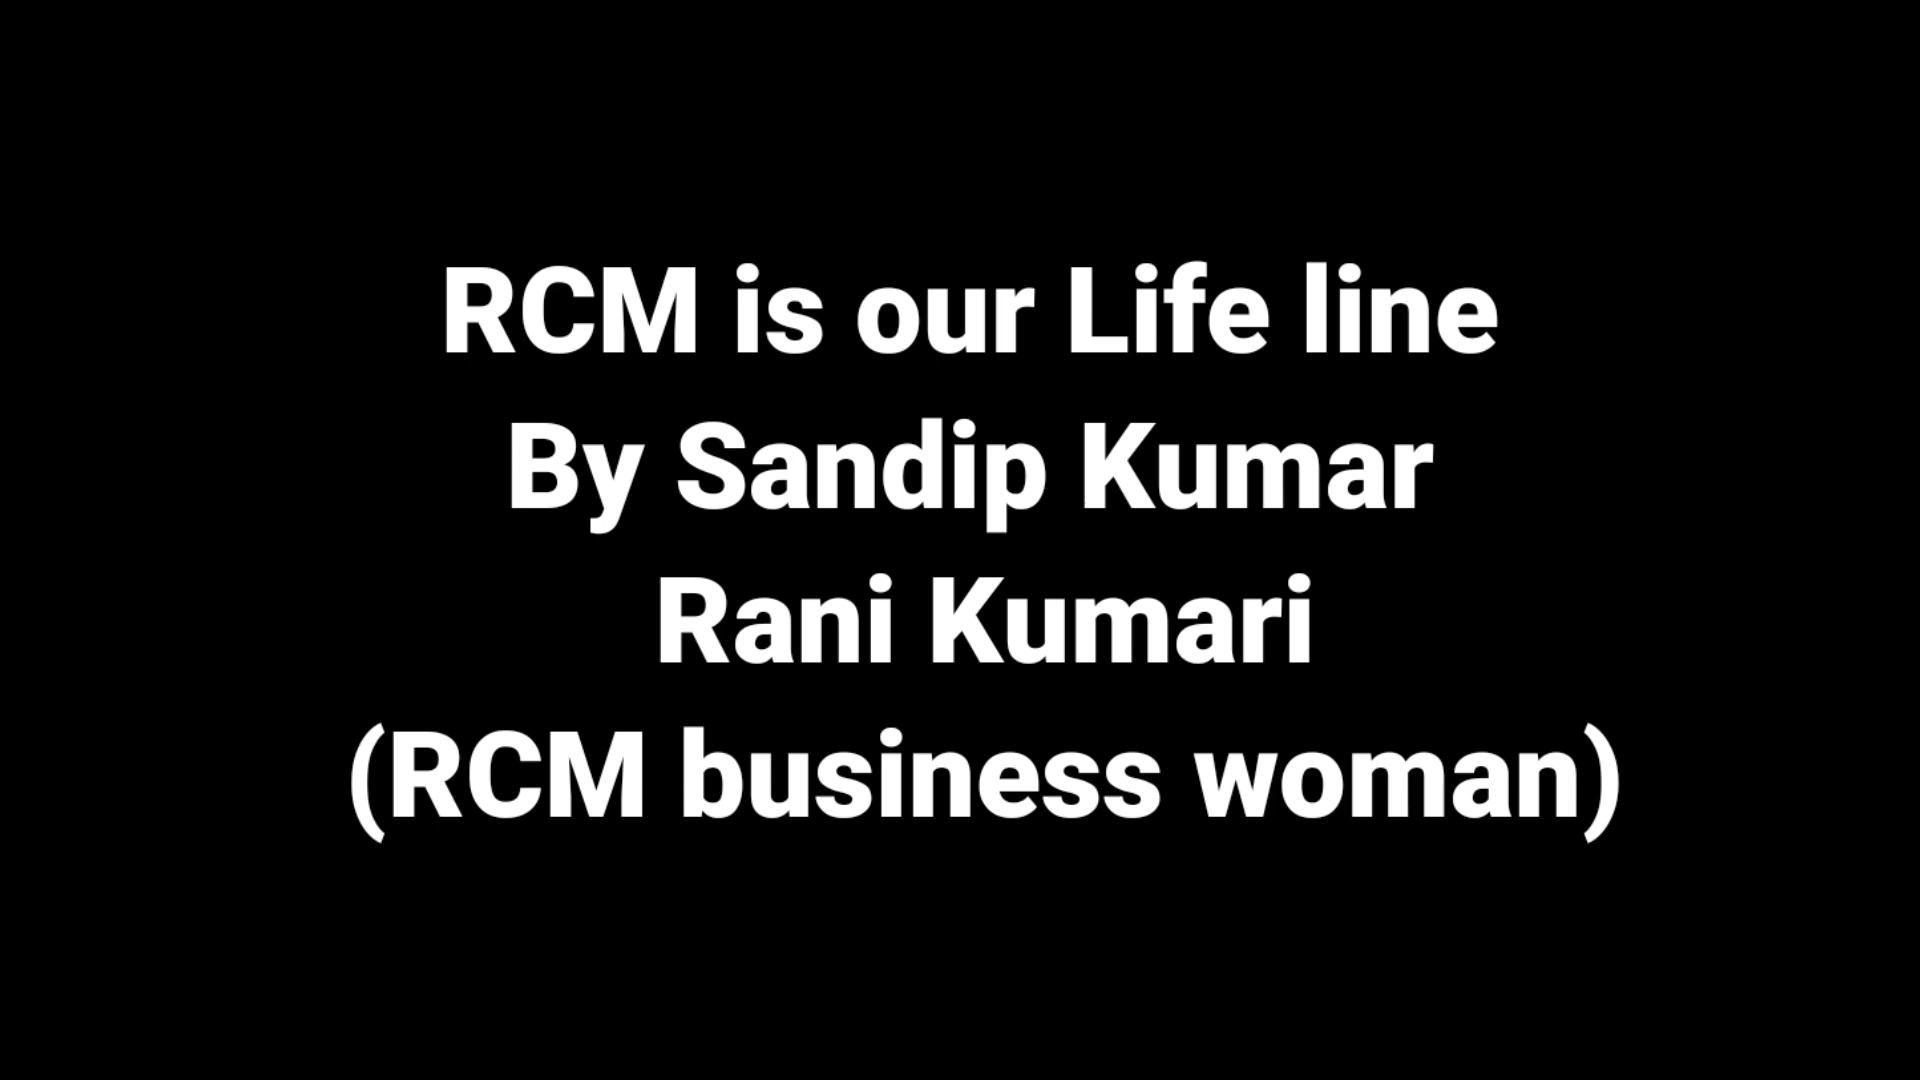 RCM is our Life line
By Sandip Kumar
Rani Kumari
(RCM business woman)